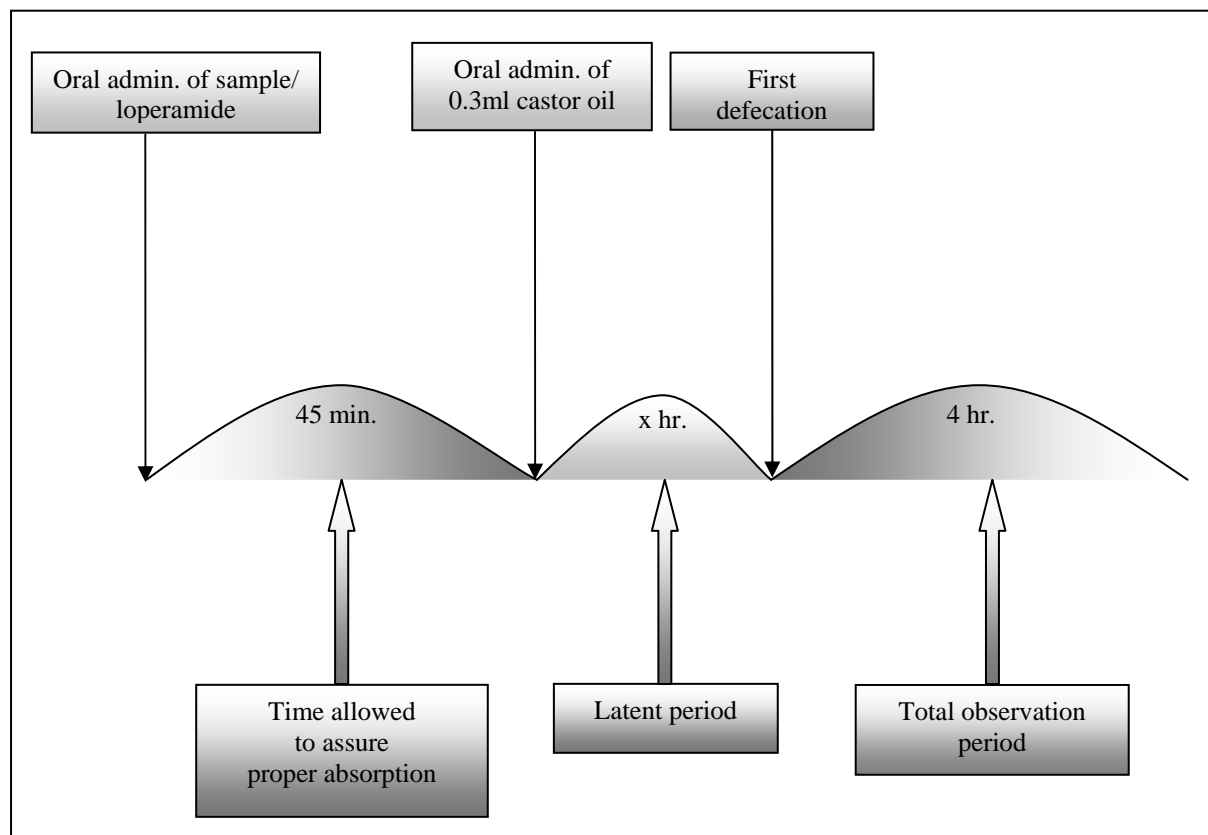 Oral admin. of sample/
loperamide
Oral admin. of
0.3ml castor oil
First
defecation
45 min.
x hr.
4 hr.
Time allowed
to assure
proper absorption
Latent period
Total observation
period